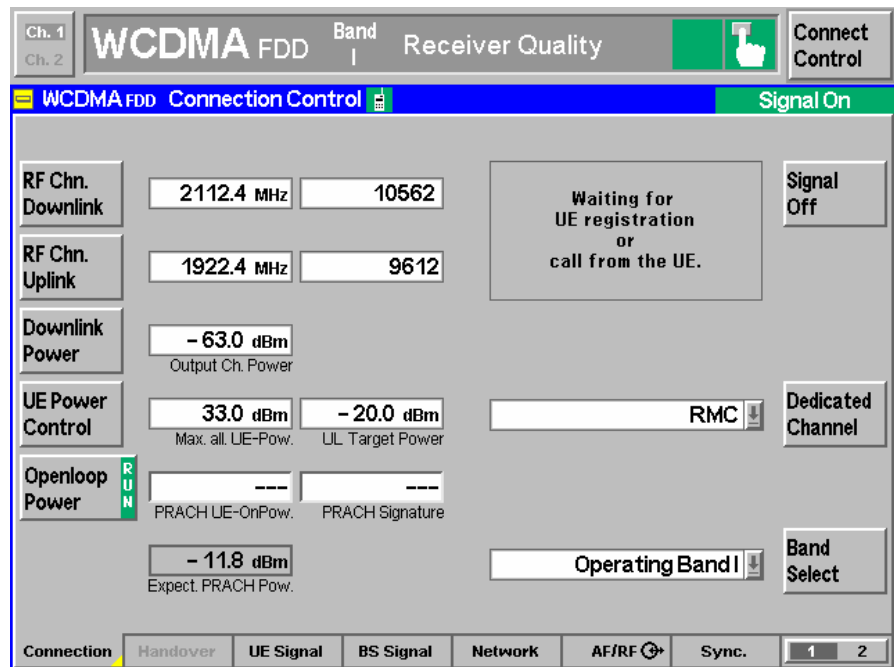 Ch. 1
Ch. 2
WCDMA FDD Band I Receiver Quality
Connect Control
WCDMA FDD Connection Control
Signal On
RF Chn. Downlink
2112.4 MHz 10562
Waiting for
UE registration
or
call from the UE.
Signal Off
RF Chn. Uplink
1922.4 MHz 9612
Downlink Power
- 63.0 dBm
Output Ch. Power
UE Power Control
33.0 dBm - 20.0 dBm
Max. all. UE-Pow. UL Target Power
RMC
Dedicated Channel
Openloop Power
RUN
--- ---
PRACH UE-OnPow. PRACH Signature
- 11.8 dBm
Expect. PRACH Pow.
Operating Band I
Band Select
Connection Handover UE Signal BS Signal Network AF/RF Sync. 1 2